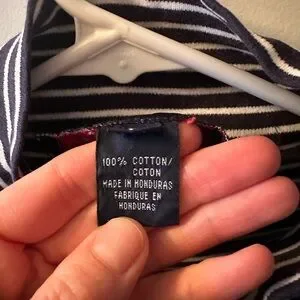 100% COTTON/
COTON
MADE IN HONDURAS
FABRIQUE EN
HONDURAS